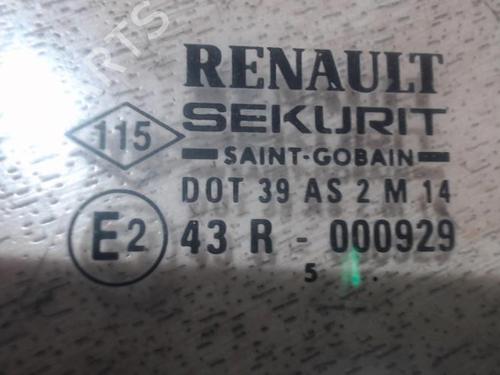 RENAULT
SEKURIT
115
SAINT-GOBAIN
DOT 39 AS 2 M 14
E2
43 R - 000929
5